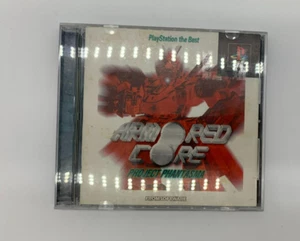 PlayStation the Best
ARMORED
CORE
PROJECT PHANTASMA